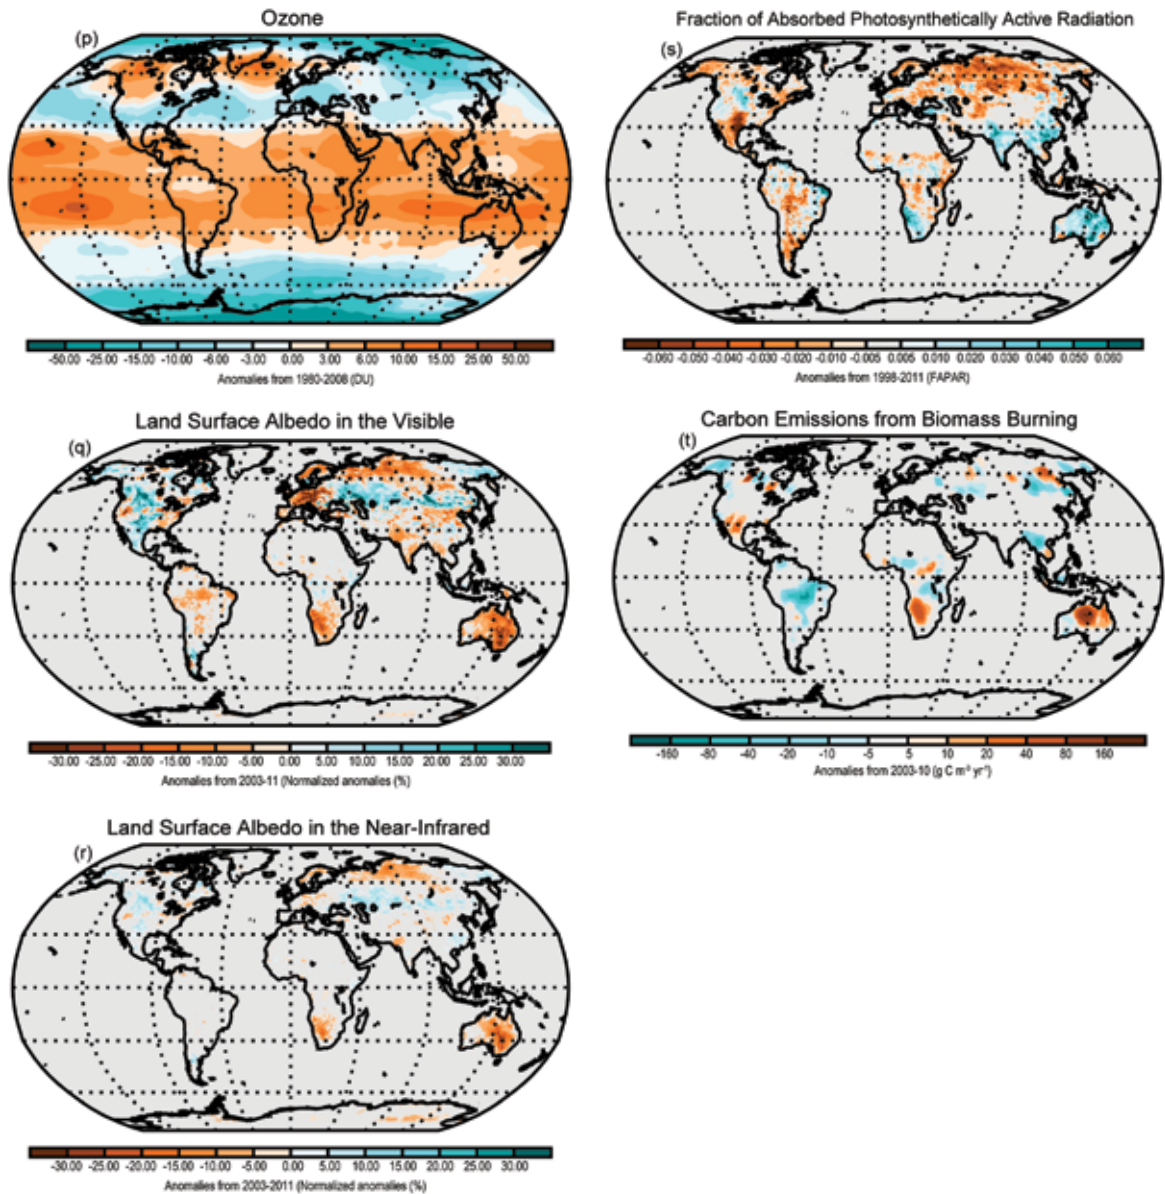 Ozone
(p)
-50.00 -25.00 -15.00 -10.00 -6.00 -3.00 0.00 3.00 6.00 10.00 15.00 25.00 50.00
Anomalies from 1980-2008 (DU)
Fraction of Absorbed Photosynthetically Active Radiation
(s)
-0.060 -0.050 -0.040 -0.030 -0.020 -0.010 -0.005 0.005 0.010 0.020 0.030 0.040 0.050 0.060
Anomalies from 1998-2011 (FAPAR)
Land Surface Albedo in the Visible
(q)
-30.00 -25.00 -20.00 -15.00 -10.00 -5.00 0.00 5.00 10.00 15.00 20.00 25.00 30.00
Anomalies from 2003-11 (Normalized anomalies (%)
Carbon Emissions from Biomass Burning
(t)
-160 -80 -40 -20 -10 -5 5 10 20 40 80 160
Anomalies from 2003-10 (g C m yr⁻¹)
Land Surface Albedo in the Near-Infrared
(r)
-30.00 -25.00 -20.00 -15.00 -10.00 -5.00 0.00 5.00 10.00 15.00 20.00 25.00 30.00
Anomalies from 2003-2011 (Normalized anomalies (%)